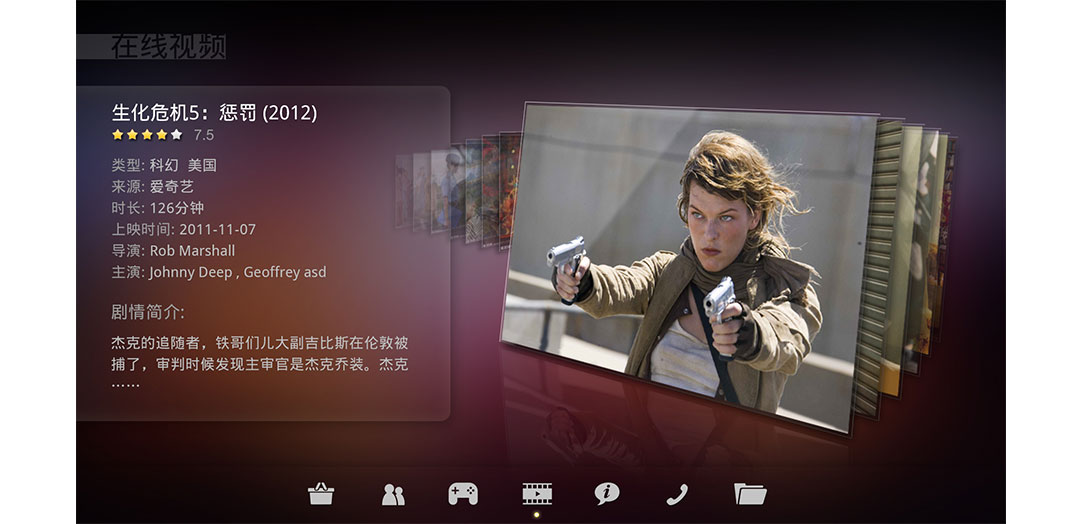 在线视频
生化危机5：惩罚 (2012)
7.5
类型: 科幻 美国
来源: 爱奇艺
时长: 126分钟
上映时间: 2011-11-07
导演: Rob Marshall
主演: Johnny Deep , Geoffrey asd
剧情简介:
杰克的追随者，铁哥们儿大副吉比斯在伦敦被
捕了，审判时候发现主审官是杰克乔装。杰克
……